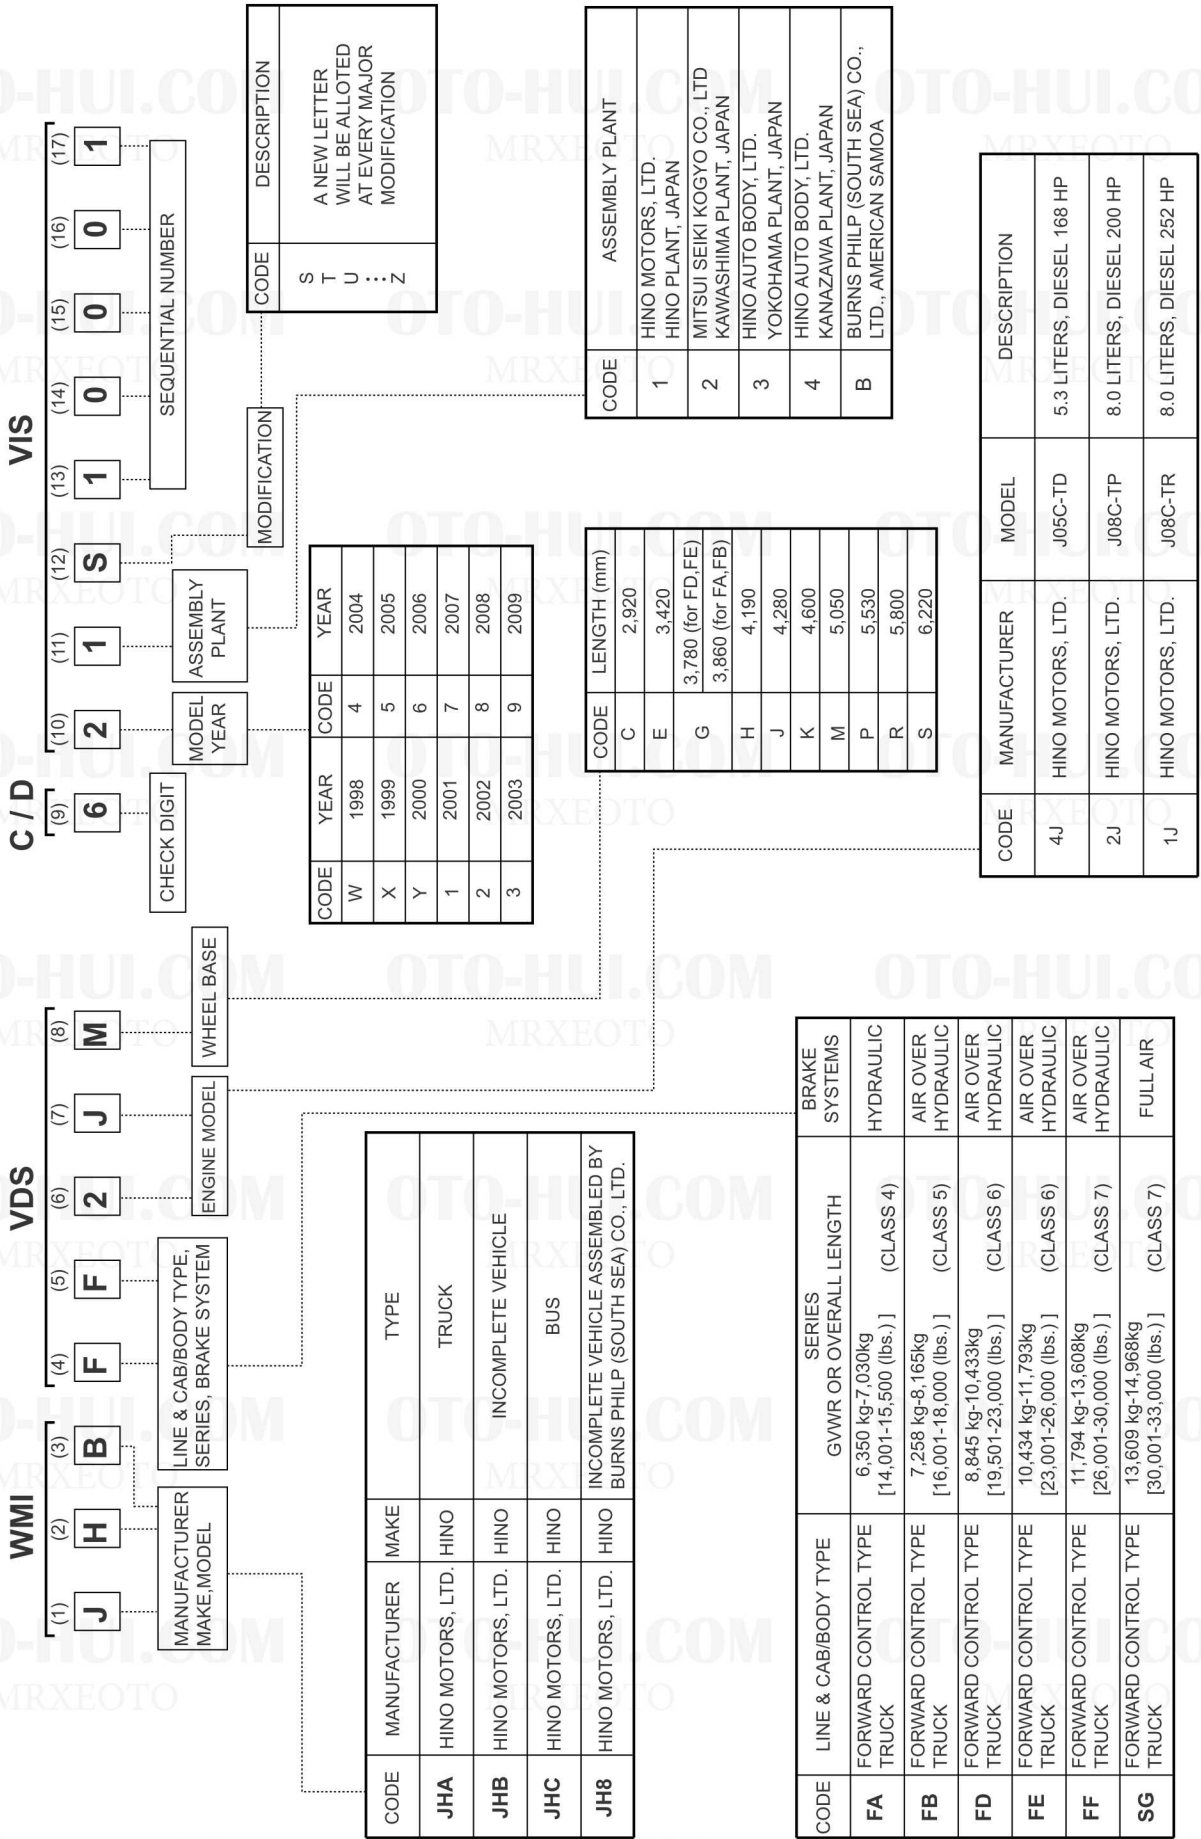 WMI VDS C / D VIS
(1) (2) (3) (4) (5) (6) (7) (8) (9) (10) (11) (12) (13) (14) (15) (16) (17)
J H B F F 2 J M 6 2 1 S 1 0 0 0 1
MANUFACTURER
MAKE,MODEL
LINE & CAB/BODY TYPE,
SERIES, BRAKE SYSTEM
ENGINE MODEL
WHEEL BASE
CHECK DIGIT
MODEL
YEAR
ASSEMBLY
PLANT
MODIFICATION
SEQUENTIAL NUMBER
CODE DESCRIPTION
S
T
U
⋮
Z
A NEW LETTER
WILL BE ALLOTED
AT EVERY MAJOR
MODIFICATION
CODE YEAR CODE YEAR
W 1998 4 2004
X 1999 5 2005
Y 2000 6 2006
1 2001 7 2007
2 2002 8 2008
3 2003 9 2009
CODE MANUFACTURER MAKE TYPE
JHA HINO MOTORS, LTD. HINO TRUCK
JHB HINO MOTORS, LTD. HINO INCOMPLETE VEHICLE
JHC HINO MOTORS, LTD. HINO BUS
JH8 HINO MOTORS, LTD. HINO INCOMPLETE VEHICLE ASSEMBLED BY
BURNS PHILP (SOUTH SEA) CO., LTD.
CODE LENGTH (mm)
C 2,920
E 3,420
G 3,780 (for FD,FE)
3,860 (for FA,FB)
H 4,190
J 4,280
K 4,600
M 5,050
P 5,530
R 5,800
S 6,220
CODE ASSEMBLY PLANT
1 HINO MOTORS, LTD.
HINO PLANT, JAPAN
2 MITSUI SEIKI KOGYO CO., LTD
KAWASHIMA PLANT, JAPAN
3 HINO AUTO BODY, LTD.
YOKOHAMA PLANT, JAPAN
4 HINO AUTO BODY, LTD.
KANAZAWA PLANT, JAPAN
B BURNS PHILP (SOUTH SEA) CO.,
LTD., AMERICAN SAMOA
CODE LINE & CAB/BODY TYPE SERIES
GVWR OR OVERALL LENGTH BRAKE
SYSTEMS
FA FORWARD CONTROL TYPE
TRUCK 6,350 kg-7,030kg
[14,001-15,500 (lbs.) ] (CLASS 4) HYDRAULIC
FB FORWARD CONTROL TYPE
TRUCK 7,258 kg-8,165kg
[16,001-18,000 (lbs.) ] (CLASS 5) AIR OVER
HYDRAULIC
FD FORWARD CONTROL TYPE
TRUCK 8,845 kg-10,433kg
[19,501-23,000 (lbs.) ] (CLASS 6) AIR OVER
HYDRAULIC
FE FORWARD CONTROL TYPE
TRUCK 10,434 kg-11,793kg
[23,001-26,000 (lbs.) ] (CLASS 6) AIR OVER
HYDRAULIC
FF FORWARD CONTROL TYPE
TRUCK 11,794 kg-13,608kg
[26,001-30,000 (lbs.) ] (CLASS 7) AIR OVER
HYDRAULIC
SG FORWARD CONTROL TYPE
TRUCK 13,609 kg-14,968kg
[30,001-33,000 (lbs.) ] (CLASS 7) FULL AIR
CODE MANUFACTURER MODEL DESCRIPTION
4J HINO MOTORS, LTD. J05C-TD 5.3 LITERS, DIESEL 168 HP
2J HINO MOTORS, LTD. J08C-TP 8.0 LITERS, DIESEL 200 HP
1J HINO MOTORS, LTD. J08C-TR 8.0 LITERS, DIESEL 252 HP
OTO-HUI.COM
MRXEOTO